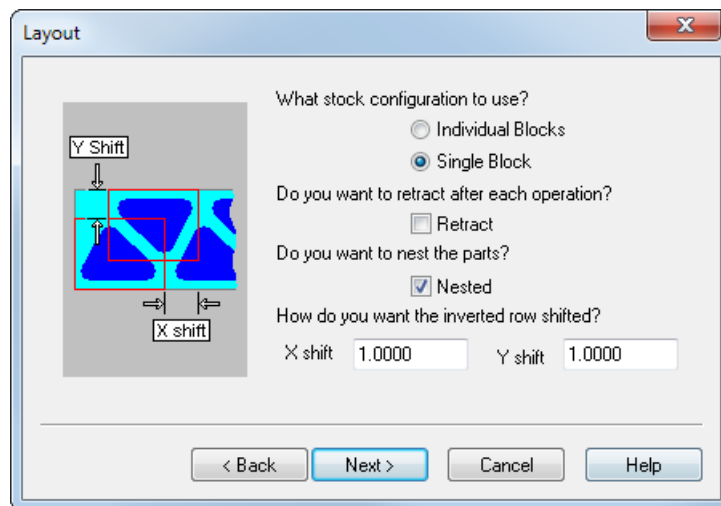 Layout
What stock configuration to use?
Individual Blocks
Single Block
Y Shift
Do you want to retract after each operation?
Retract
Do you want to nest the parts?
Nested
X shift
How do you want the inverted row shifted?
X shift 1.0000 Y shift 1.0000
< Back Next > Cancel Help